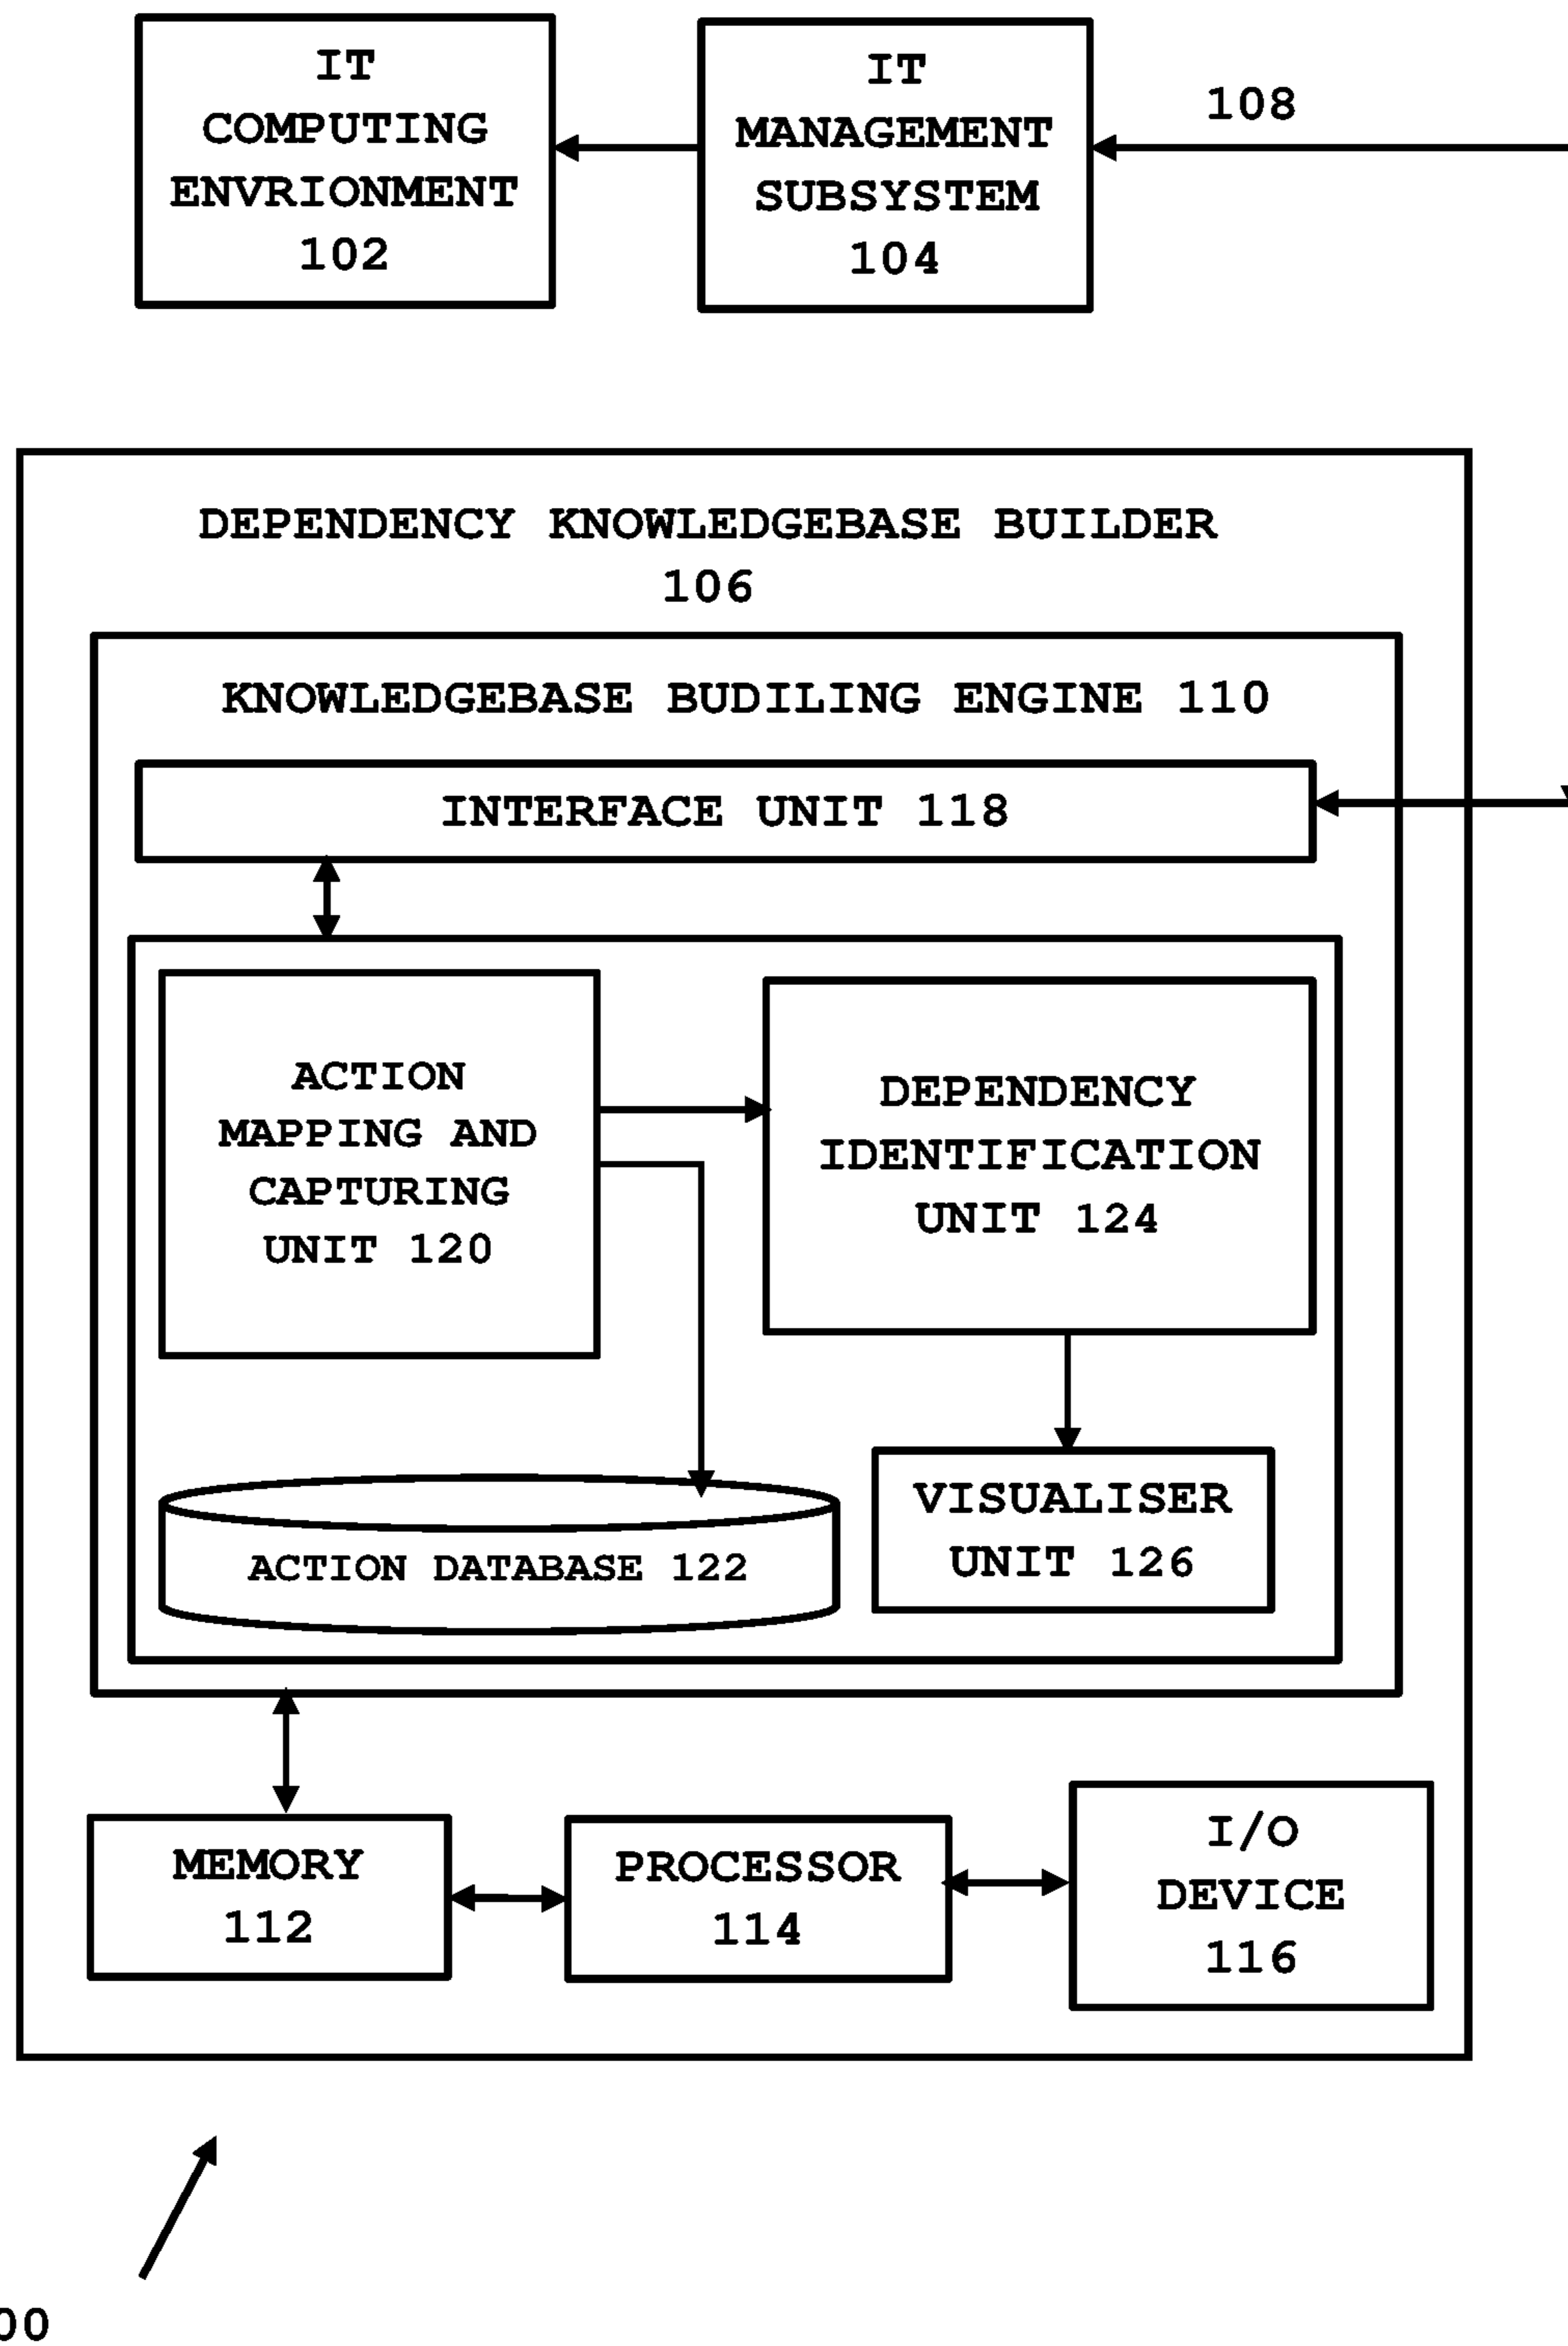 IT
COMPUTING
ENVRIONMENT
102
IT
MANAGEMENT
SUBSYSTEM
104
108
DEPENDENCY KNOWLEDGEBASE BUILDER
106
KNOWLEDGEBASE BUDILING ENGINE 110
INTERFACE UNIT 118
ACTION
MAPPING AND
CAPTURING
UNIT 120
DEPENDENCY
IDENTIFICATION
UNIT 124
ACTION DATABASE 122
VISUALISER
UNIT 126
MEMORY
112
PROCESSOR
114
I/O
DEVICE
116